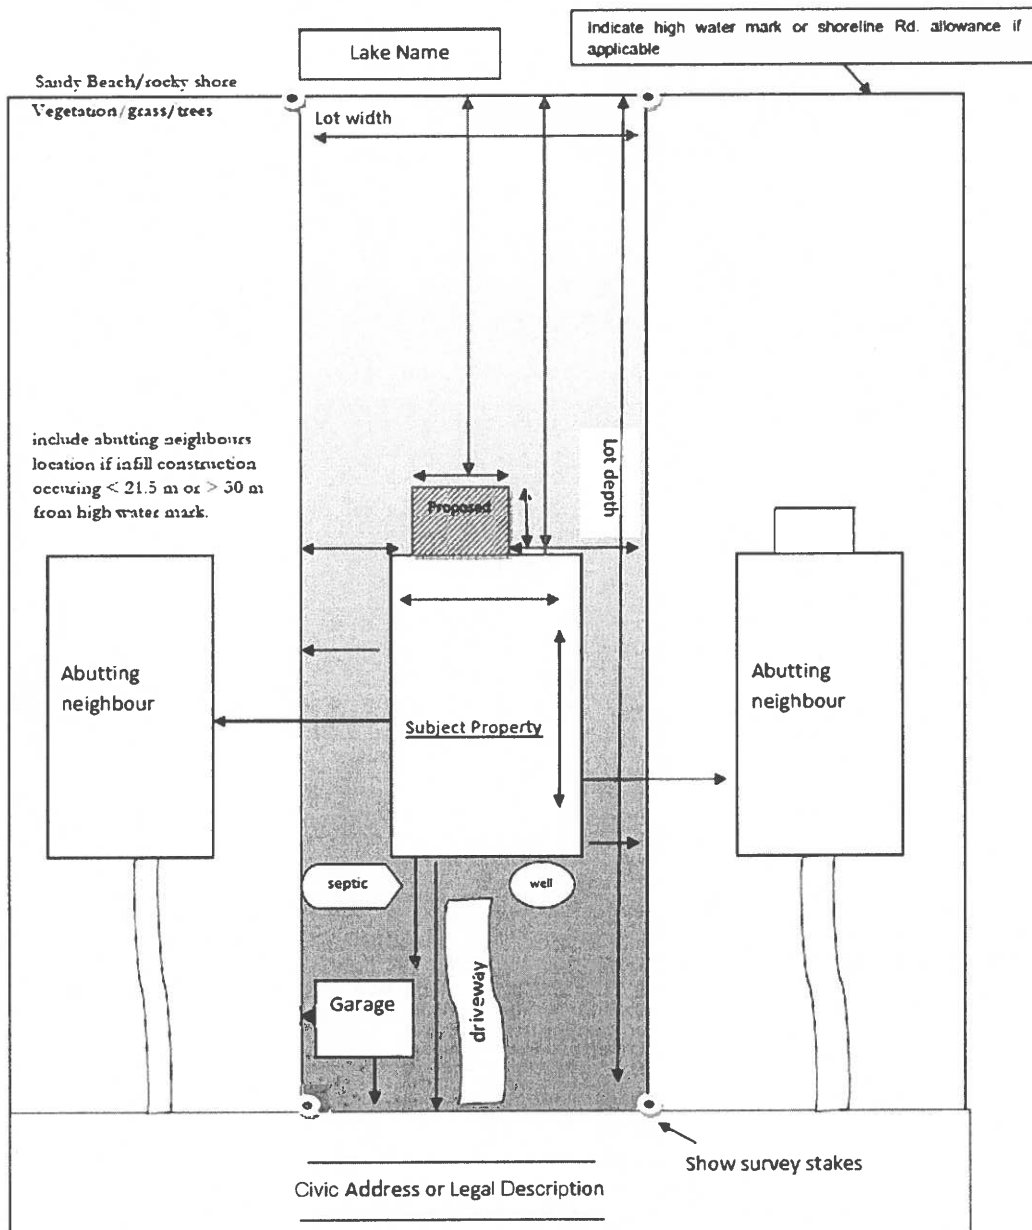 Lake Name
Indicate high water mark or shoreline Rd. allowance if
applicable
Sandy Beach/rocky shore
Vegetation/grass/trees
Lot width
include abutting neighbours
location if infill construction
occuring < 21.5 m or > 30 m
from high water mark.
Lot depth
Proposed
Abutting
neighbour
Subject Property
Abutting
neighbour
septic
well
Garage
driveway
Show survey stakes
Civic Address or Legal Description